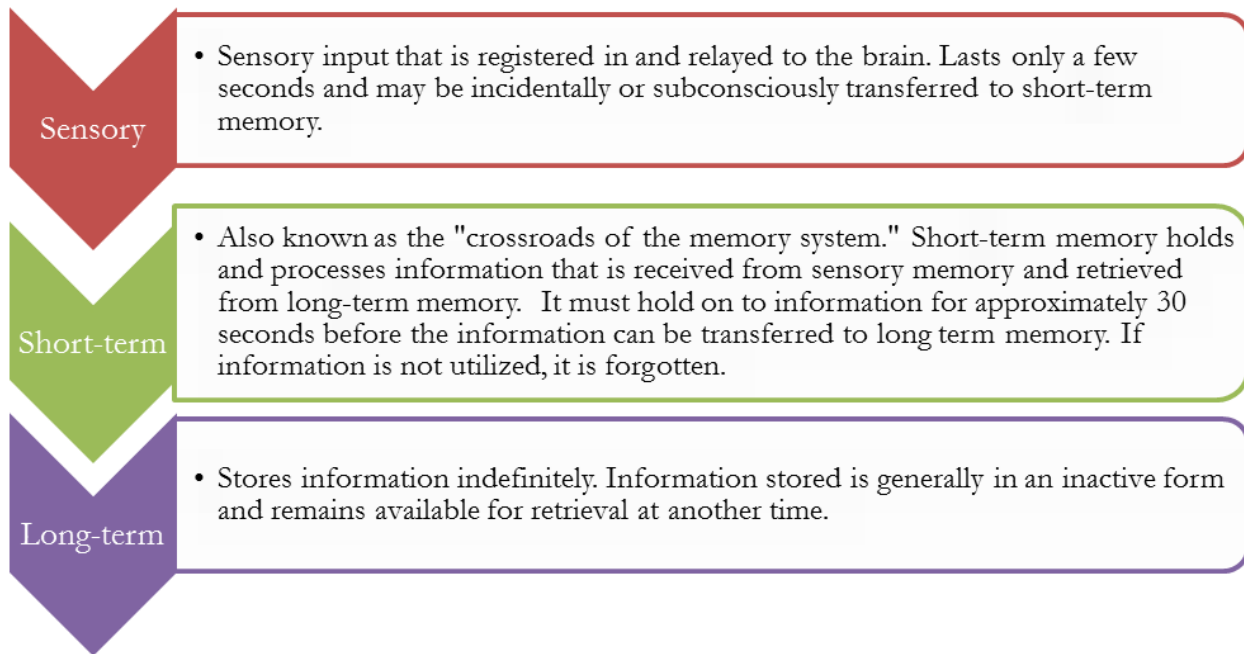 Sensory
• Sensory input that is registered in and relayed to the brain. Lasts only a few
seconds and may be incidentally or subconsciously transferred to short-term
memory.
Short-term
• Also known as the "crossroads of the memory system." Short-term memory holds
and processes information that is received from sensory memory and retrieved
from long-term memory.  It must hold on to information for approximately 30
seconds before the information can be transferred to long term memory. If
information is not utilized, it is forgotten.
Long-term
• Stores information indefinitely. Information stored is generally in an inactive form
and remains available for retrieval at another time.